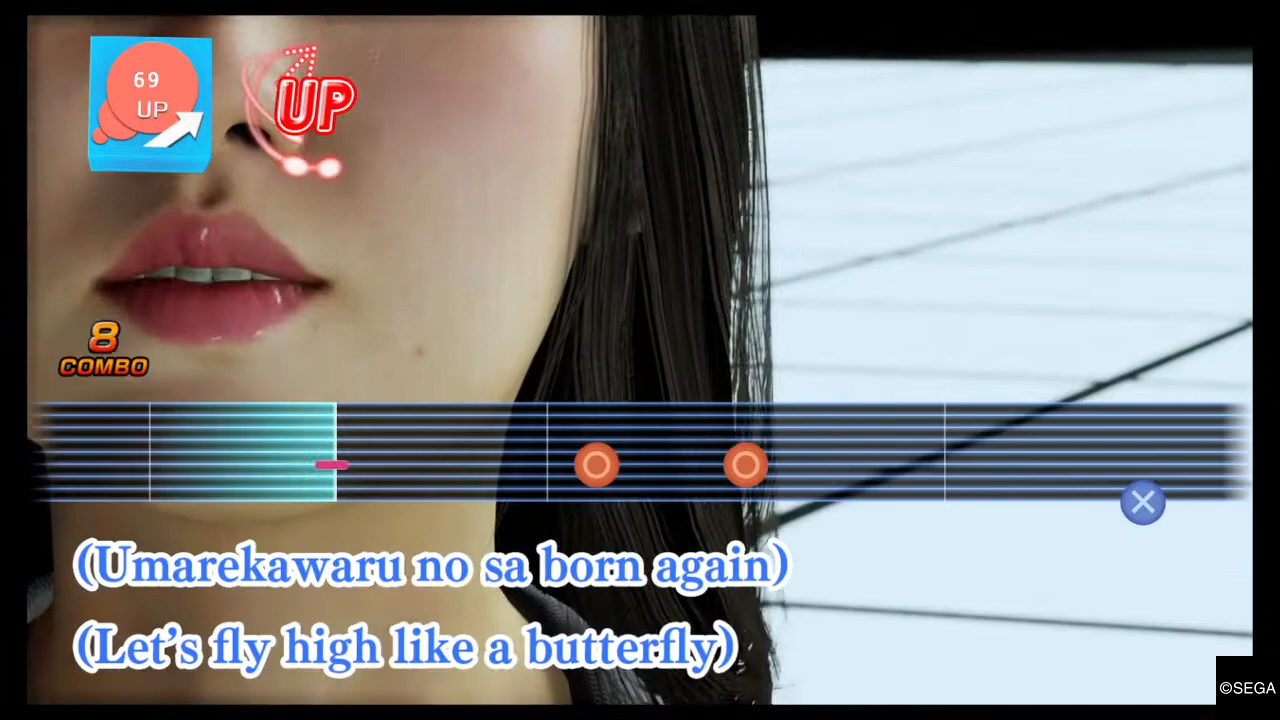 69
UP
UP
8
COMBO
(Umarekawaru no sa born again)
(Let's fly high like a butterfly)
©SEGA